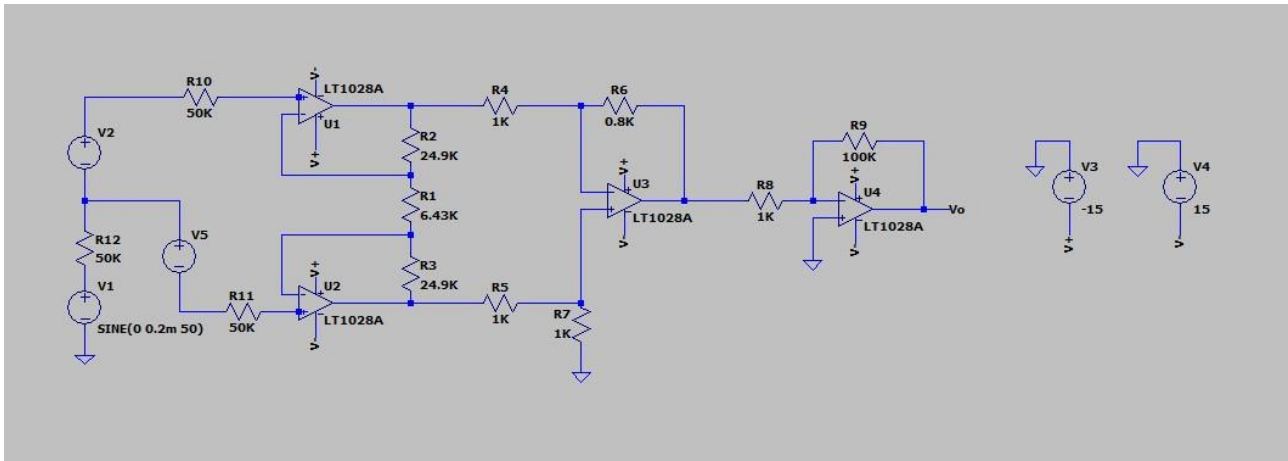 V-
R10
LT1028A
50K
U1
V+
R4
1K
R6
0.8K
V2
R2
24.9K
R9
100K
V3
-15
V+
V4
15
V-
V+
U3
LT1028A
V-
R8
1K
V+
U4
LT1028A
V-
Vo
R1
6.43K
R12
50K
V5
V1
SINE(0 0.2m 50)
R3
24.9K
V+
U2
LT1028A
V-
R11
50K
R5
1K
R7
1K